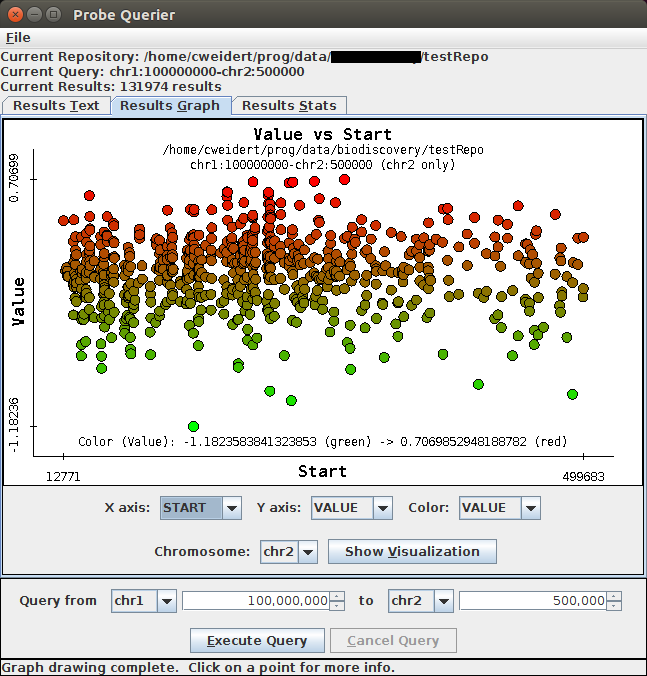 Probe Querier
File
Current Repository: /home/cweidert/prog/data/ /testRepo
Current Query: chr1:100000000-chr2:500000
Current Results: 131974 results
Results Text Results Graph Results Stats
Value vs Start
/home/cweidert/prog/data/biodiscovery/testRepo
chr1:100000000-chr2:500000 (chr2 only)
0.70699
Value
-1.18236
Color (Value): -1.1823583841323853 (green) -> 0.7069852948188782 (red)
12771 Start 499683
X axis: START Y axis: VALUE Color: VALUE
Chromosome: chr2 Show Visualization
Query from chr1 100,000,000 to chr2 500,000
Execute Query Cancel Query
Graph drawing complete. Click on a point for more info.